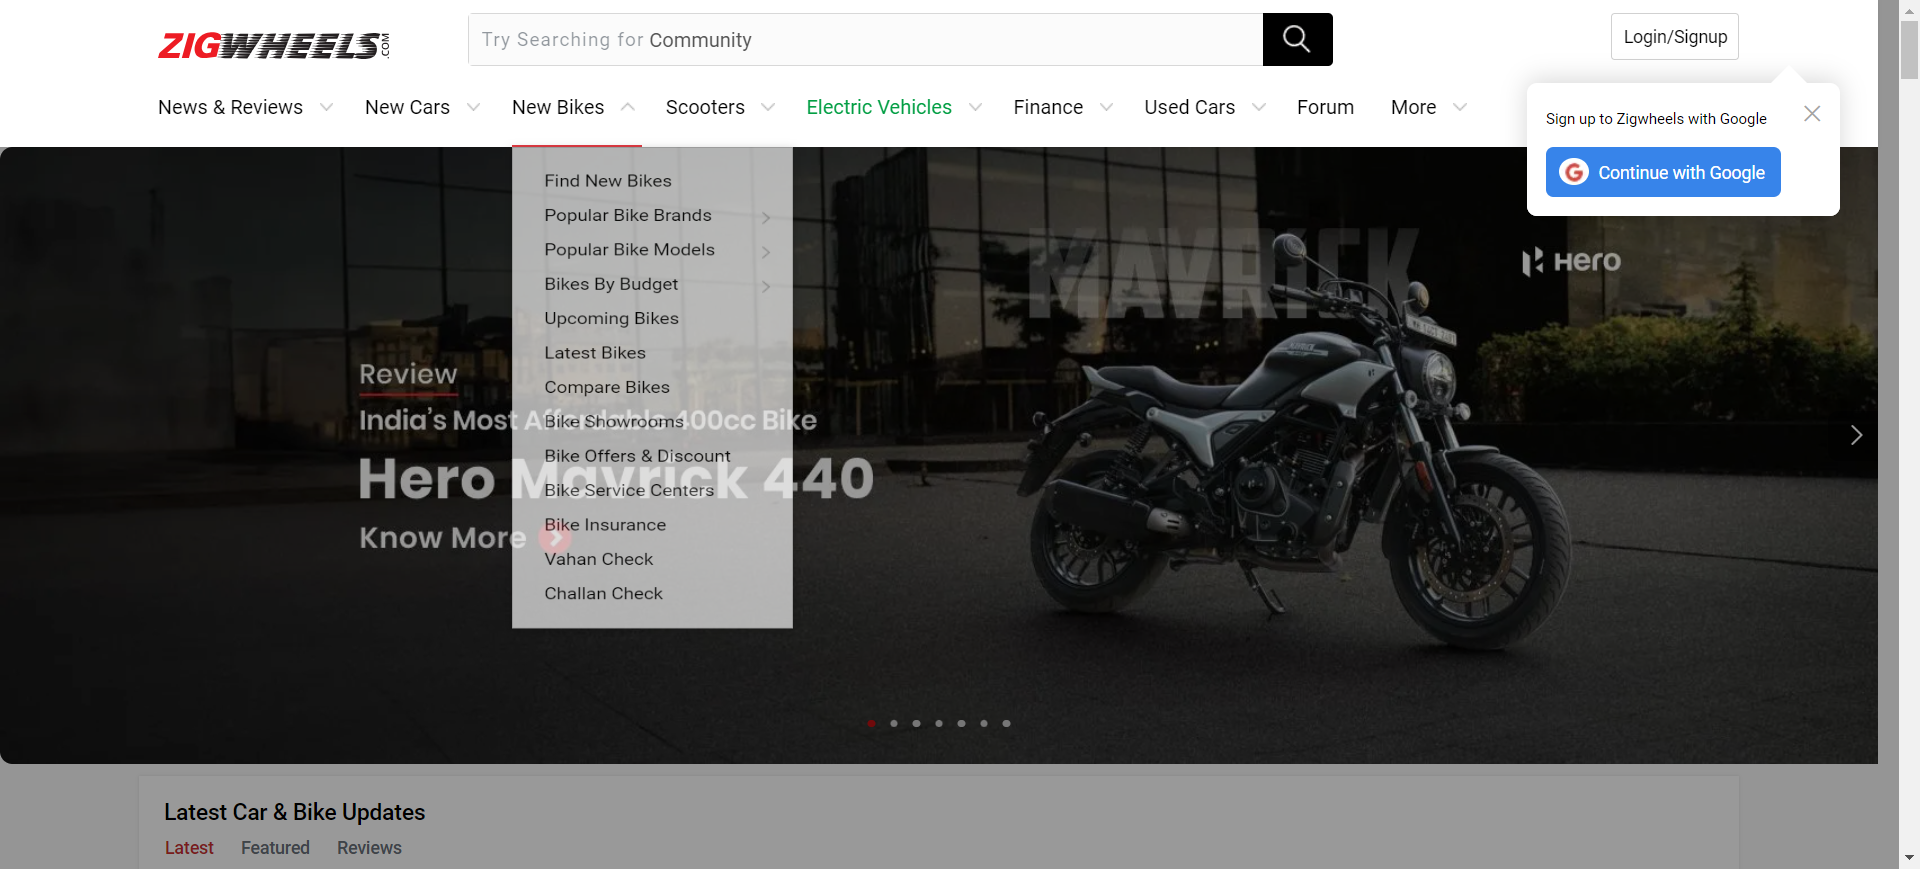 ZIGWHEELS.COM
Try Searching for Community
Login/Signup
News & Reviews
New Cars
New Bikes
Scooters
Electric Vehicles
Finance
Used Cars
Forum
More
Sign up to Zigwheels with Google
Continue with Google
Find New Bikes
Popular Bike Brands
Popular Bike Models
Bikes By Budget
Upcoming Bikes
Latest Bikes
Compare Bikes
Bike Showrooms
Bike Offers & Discount
Bike Service Centers
Bike Insurance
Vahan Check
Challan Check
MAVRICK
Hero
Review
India's Most Affordable 400cc Bike
Hero Mavrick 440
Know More
Latest Car & Bike Updates
Latest
Featured
Reviews